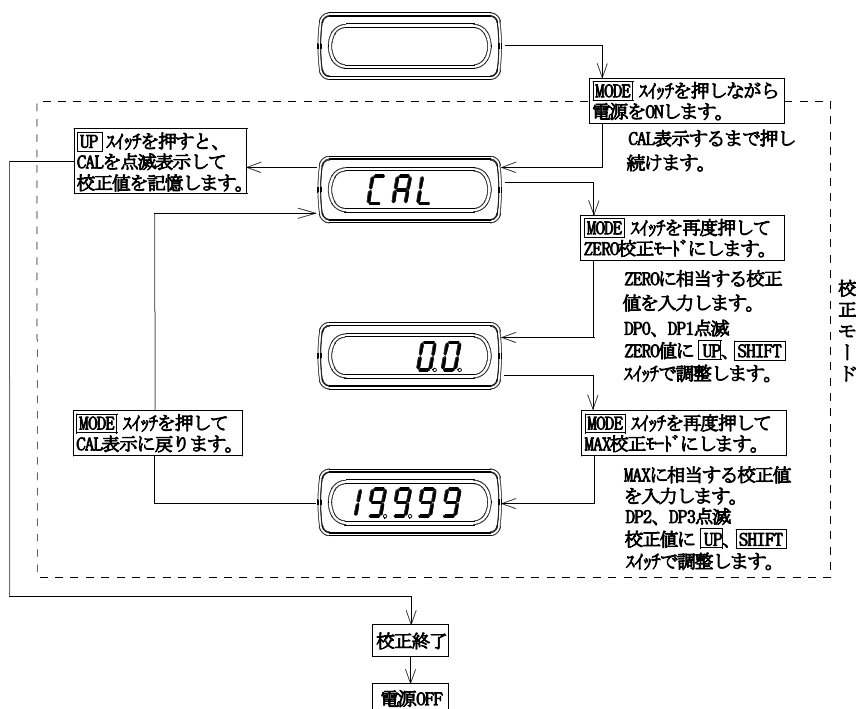 MODE スイッチを押しながら
電源をONします。
CAL表示するまで押し
続けます。
UP スイッチを押すと、
CALを点滅表示して
校正値を記憶します。
CAL
MODE スイッチを再度押して
ZERO校正モードにします。
ZEROに相当する校正
値を入力します。
DP0、DP1点滅
ZERO値に UP、SHIFT
スイッチで調整します。
校正モード
0.0.
MODE スイッチを押して
CAL表示に戻ります。
MODE スイッチを再度押して
MAX校正モードにします。
19.9.99
MAXに相当する校正値
を入力します。
DP2、DP3点滅
校正値に UP、SHIFT
スイッチで調整します。
校正終了
電源OFF